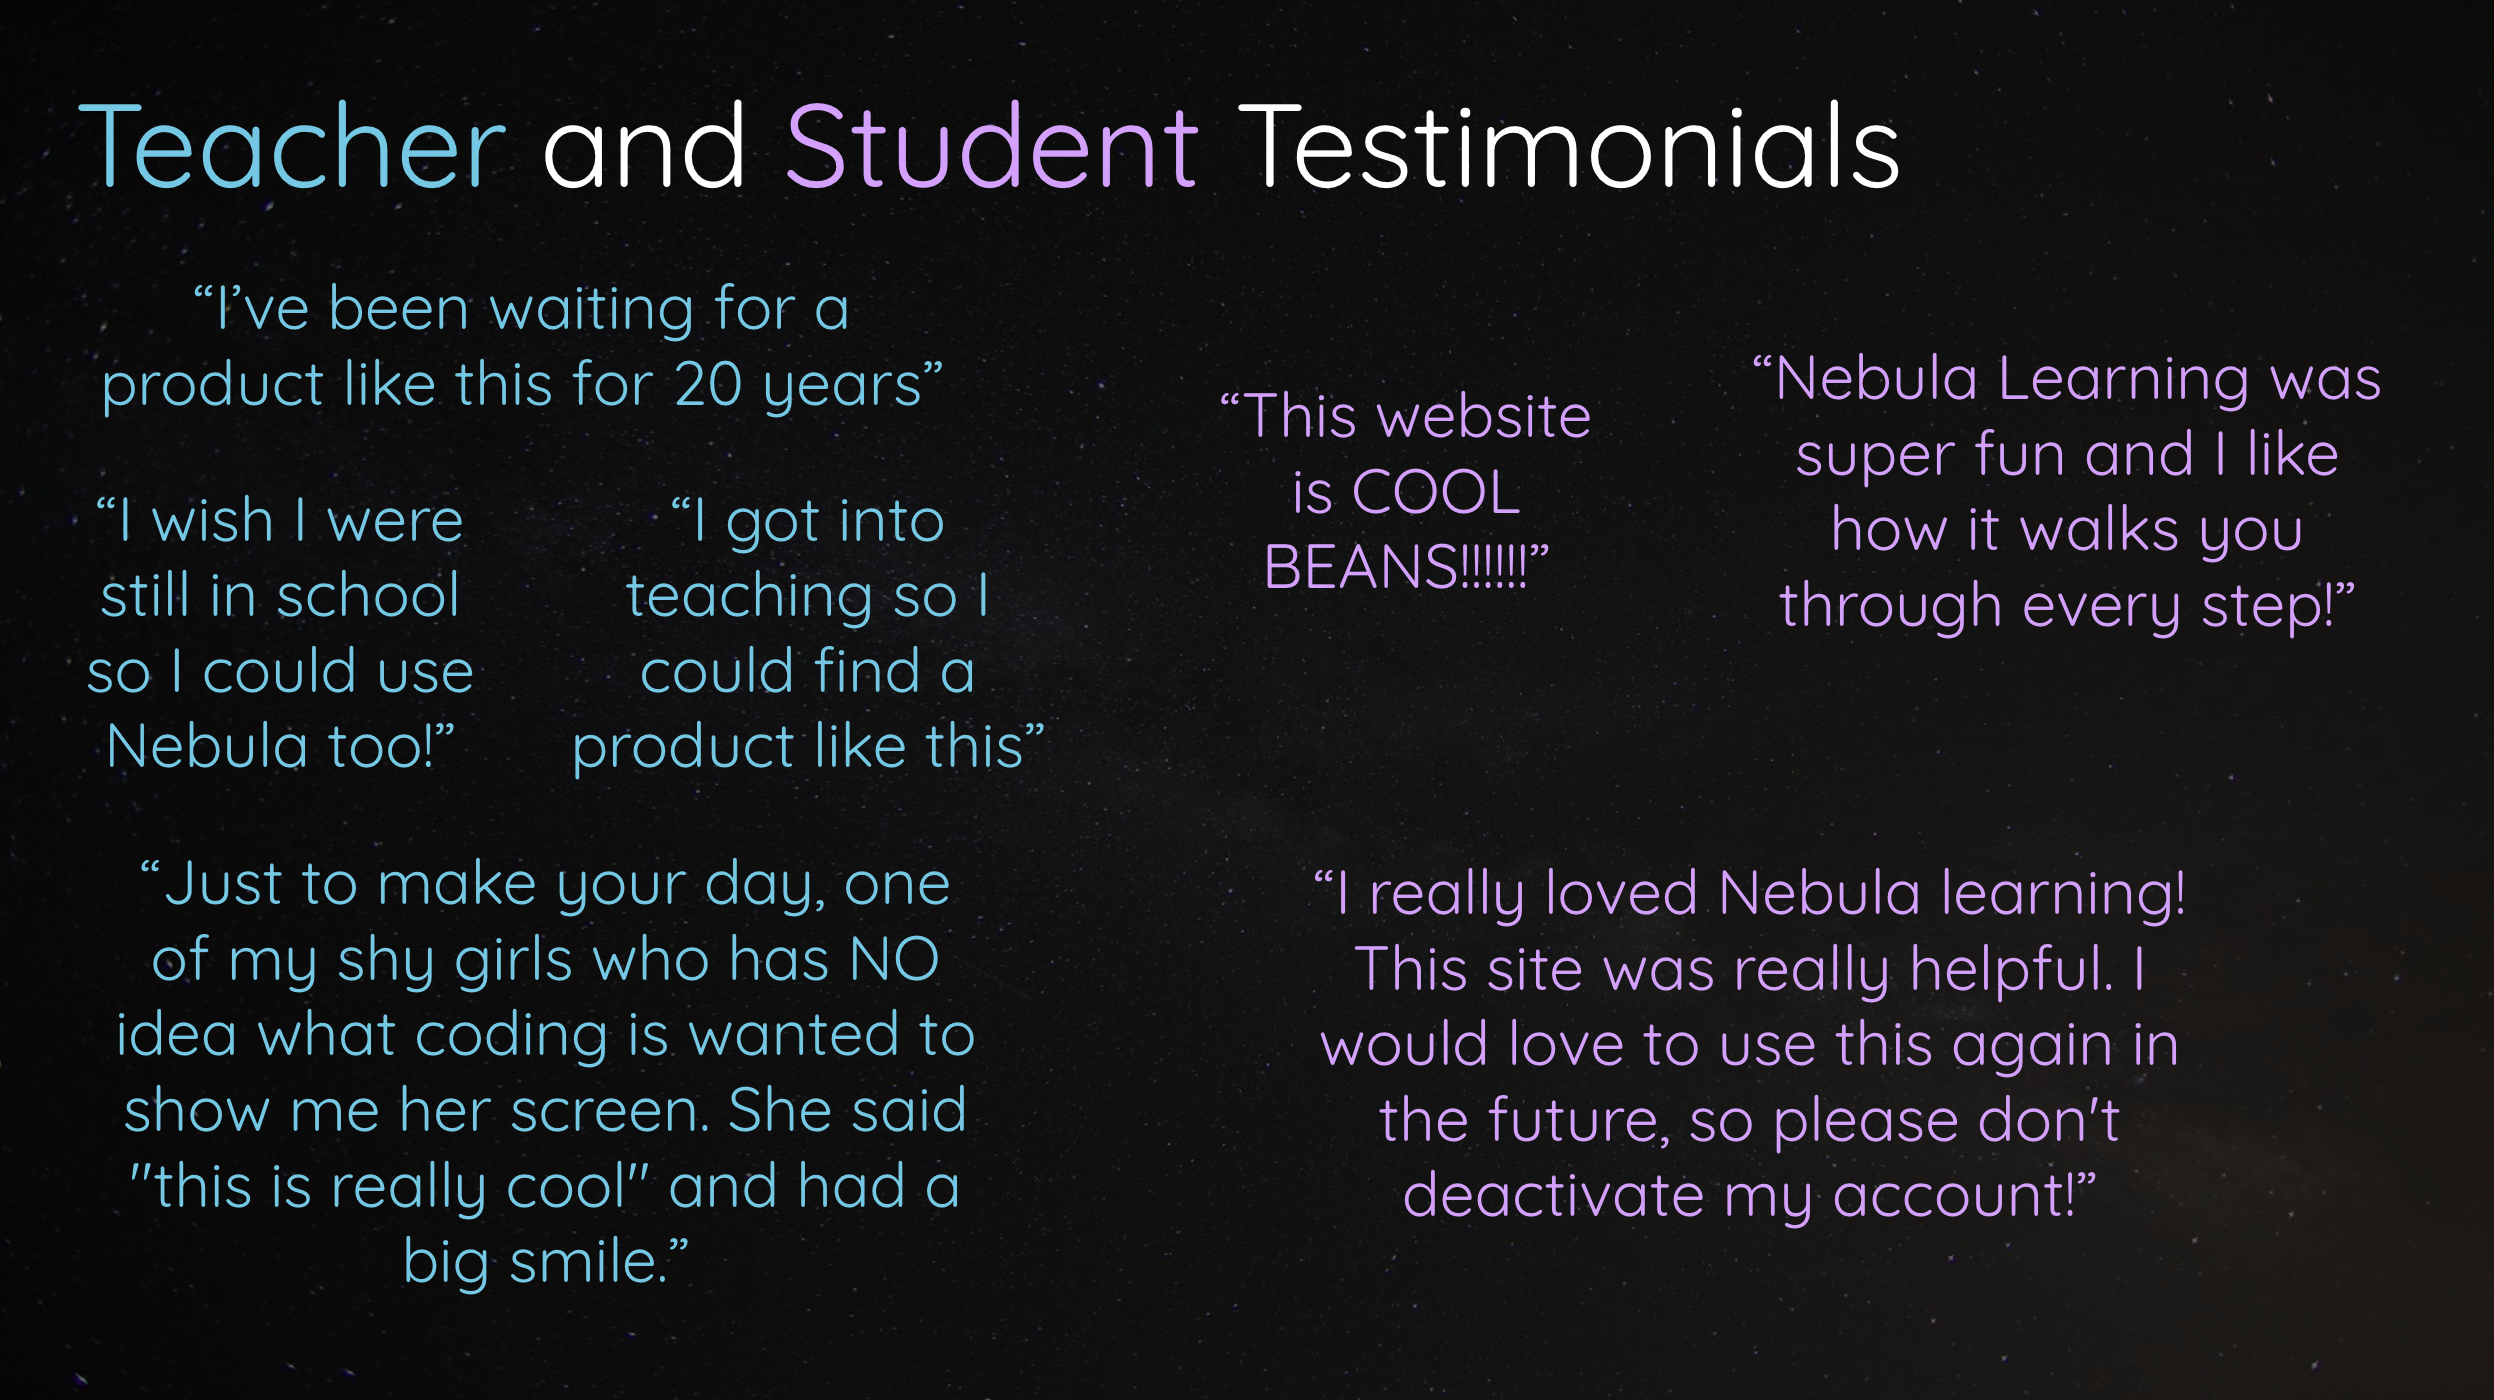 Teacher and Student Testimonials
“I’ve been waiting for a
product like this for 20 years”
“I wish I were
still in school
so I could use
Nebula too!”
“I got into
teaching so I
could find a
product like this”
“Just to make your day, one
of my shy girls who has NO
idea what coding is wanted to
show me her screen. She said
"this is really cool" and had a
big smile.”
“This website
is COOL
BEANS!!!!!!”
“Nebula Learning was
super fun and I like
how it walks you
through every step!”
“I really loved Nebula learning!
This site was really helpful. I
would love to use this again in
the future, so please don't
deactivate my account!”